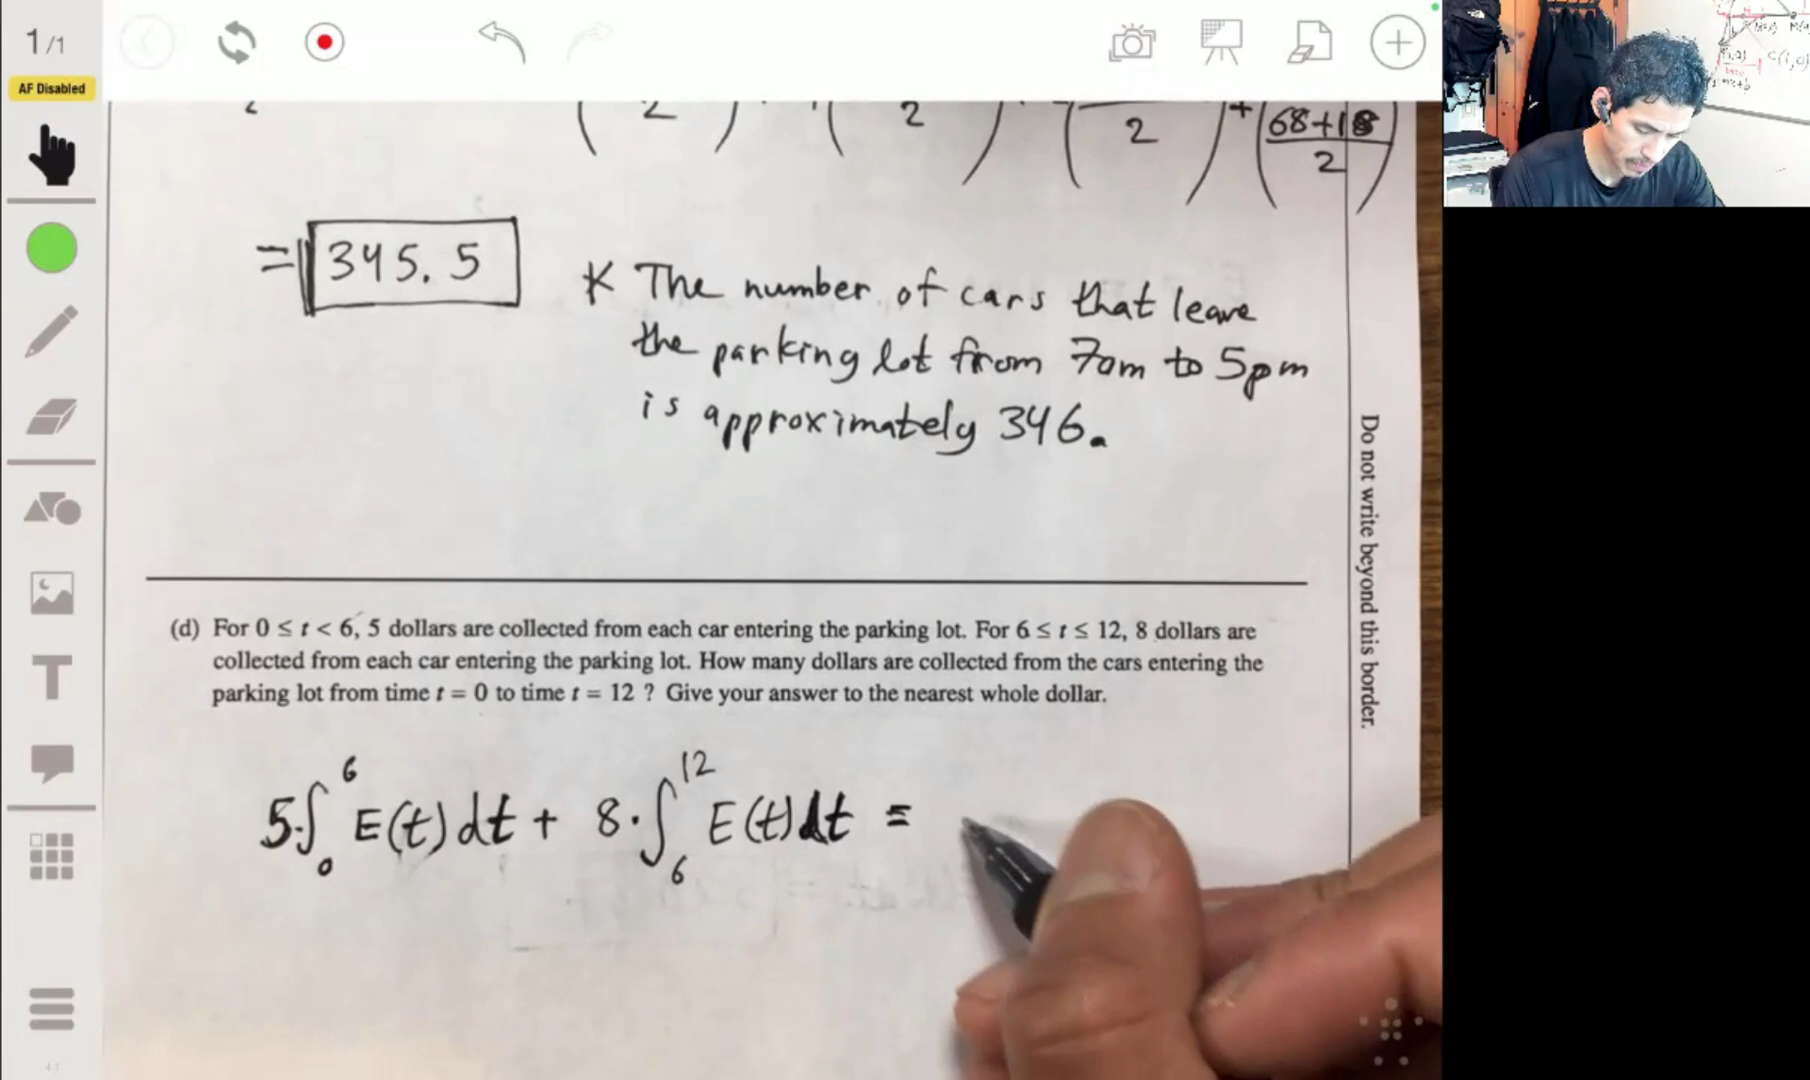 1/1
AF Disabled
2 2 2 + 68+18
2
= 345.5
* The number of cars that leave
the parking lot from 7am to 5pm
is approximately 346.
Do not write beyond this border.
(d) For 0 ≤ t < 6, 5 dollars are collected from each car entering the parking lot. For 6 ≤ t ≤ 12, 8 dollars are
collected from each car entering the parking lot. How many dollars are collected from the cars entering the
parking lot from time t = 0 to time t = 12 ? Give your answer to the nearest whole dollar.
5·∫₀⁶ E(t)dt + 8·∫₆¹² E(t)dt =
T